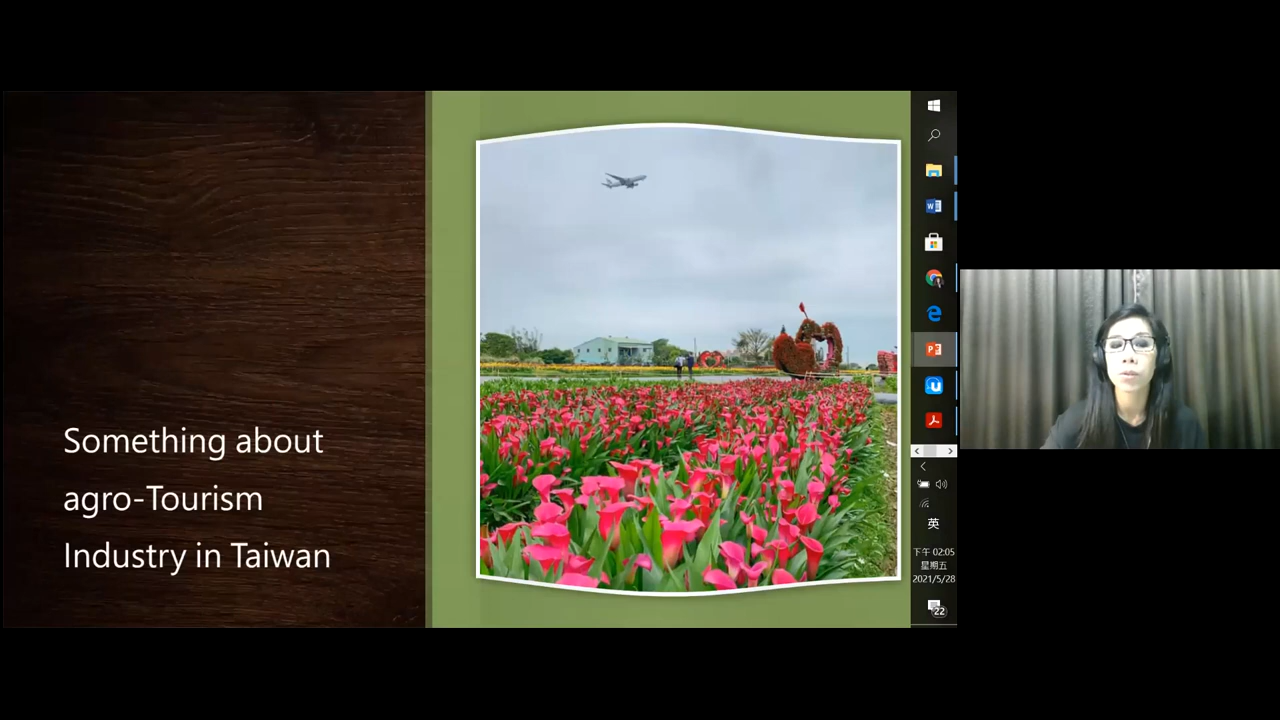 Something about
agro-Tourism
Industry in Taiwan
英
下午 02:05
星期五
2021/5/28
22